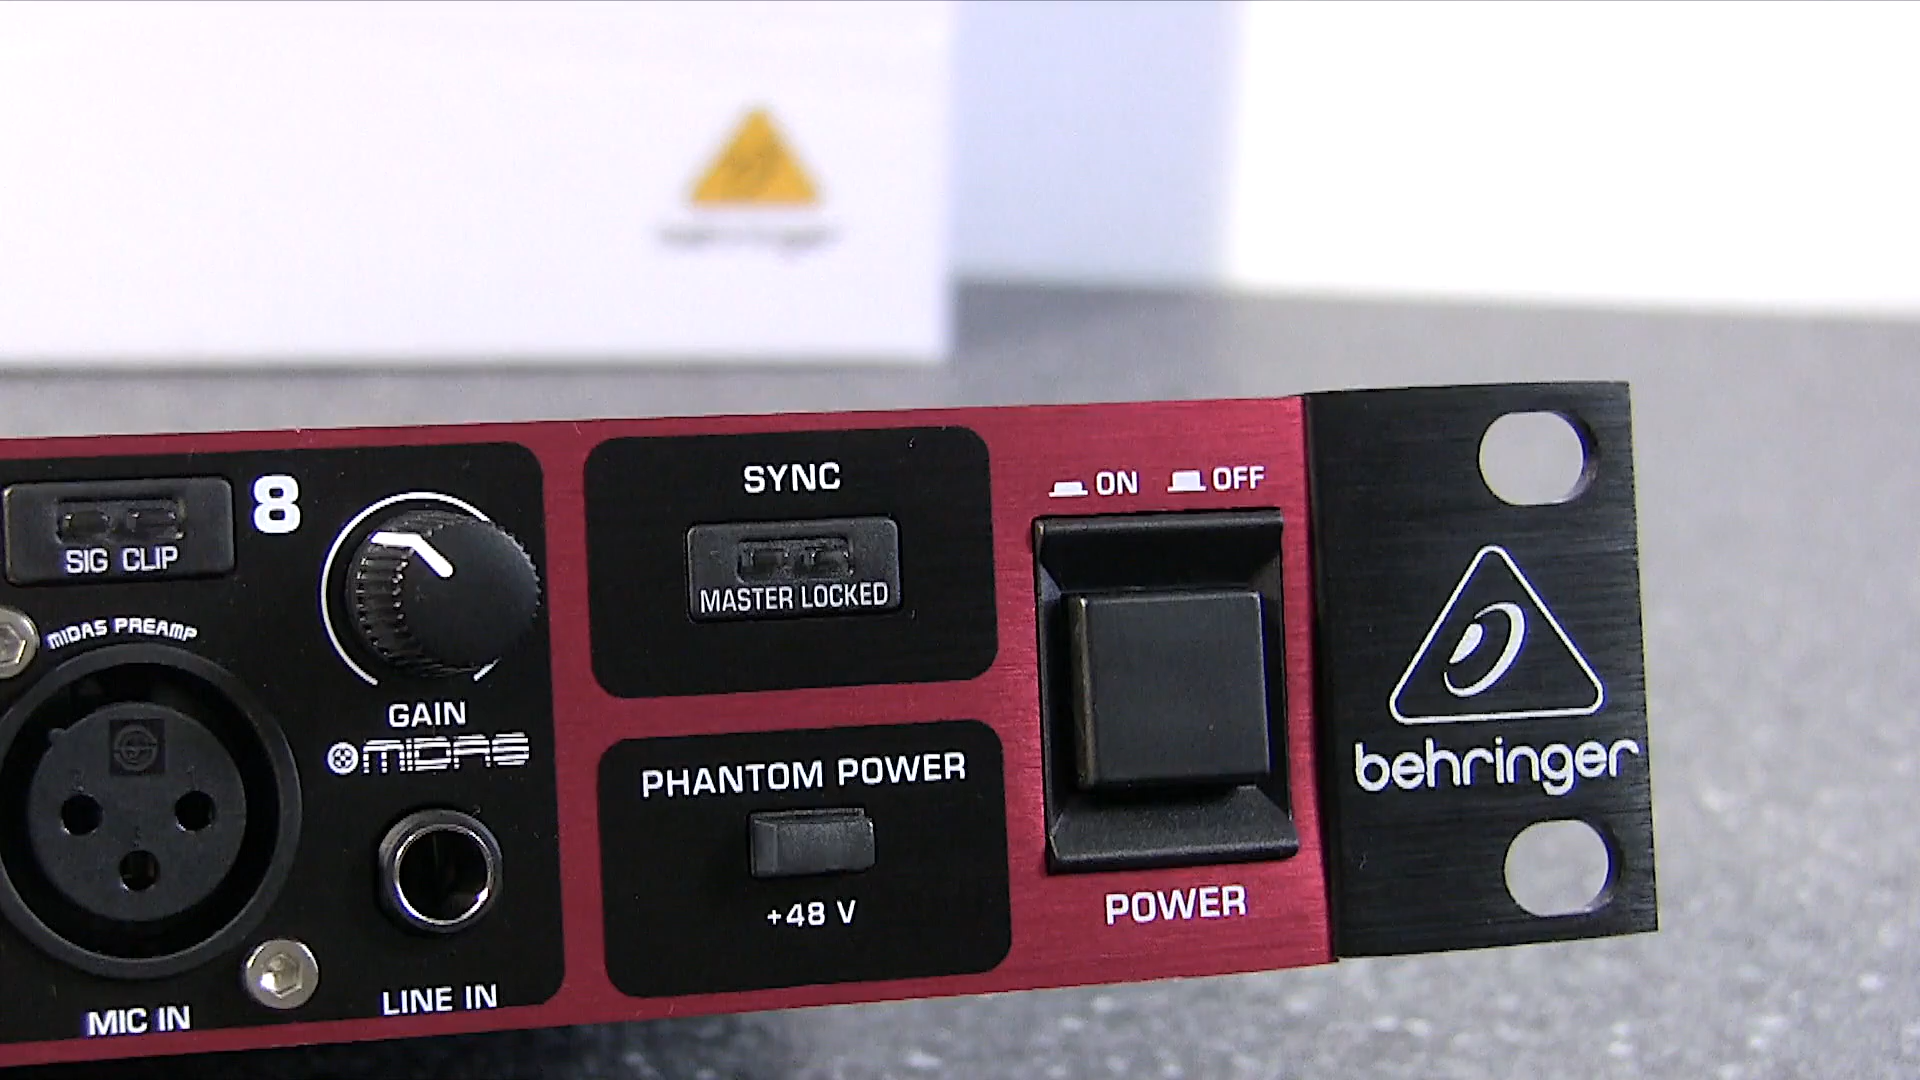 8
SIG CLIP
MIDAS PREAMP
GAIN
MIDAS
MIC IN
LINE IN
SYNC
MASTER LOCKED
PHANTOM POWER
+48 V
ON OFF
POWER
behringer